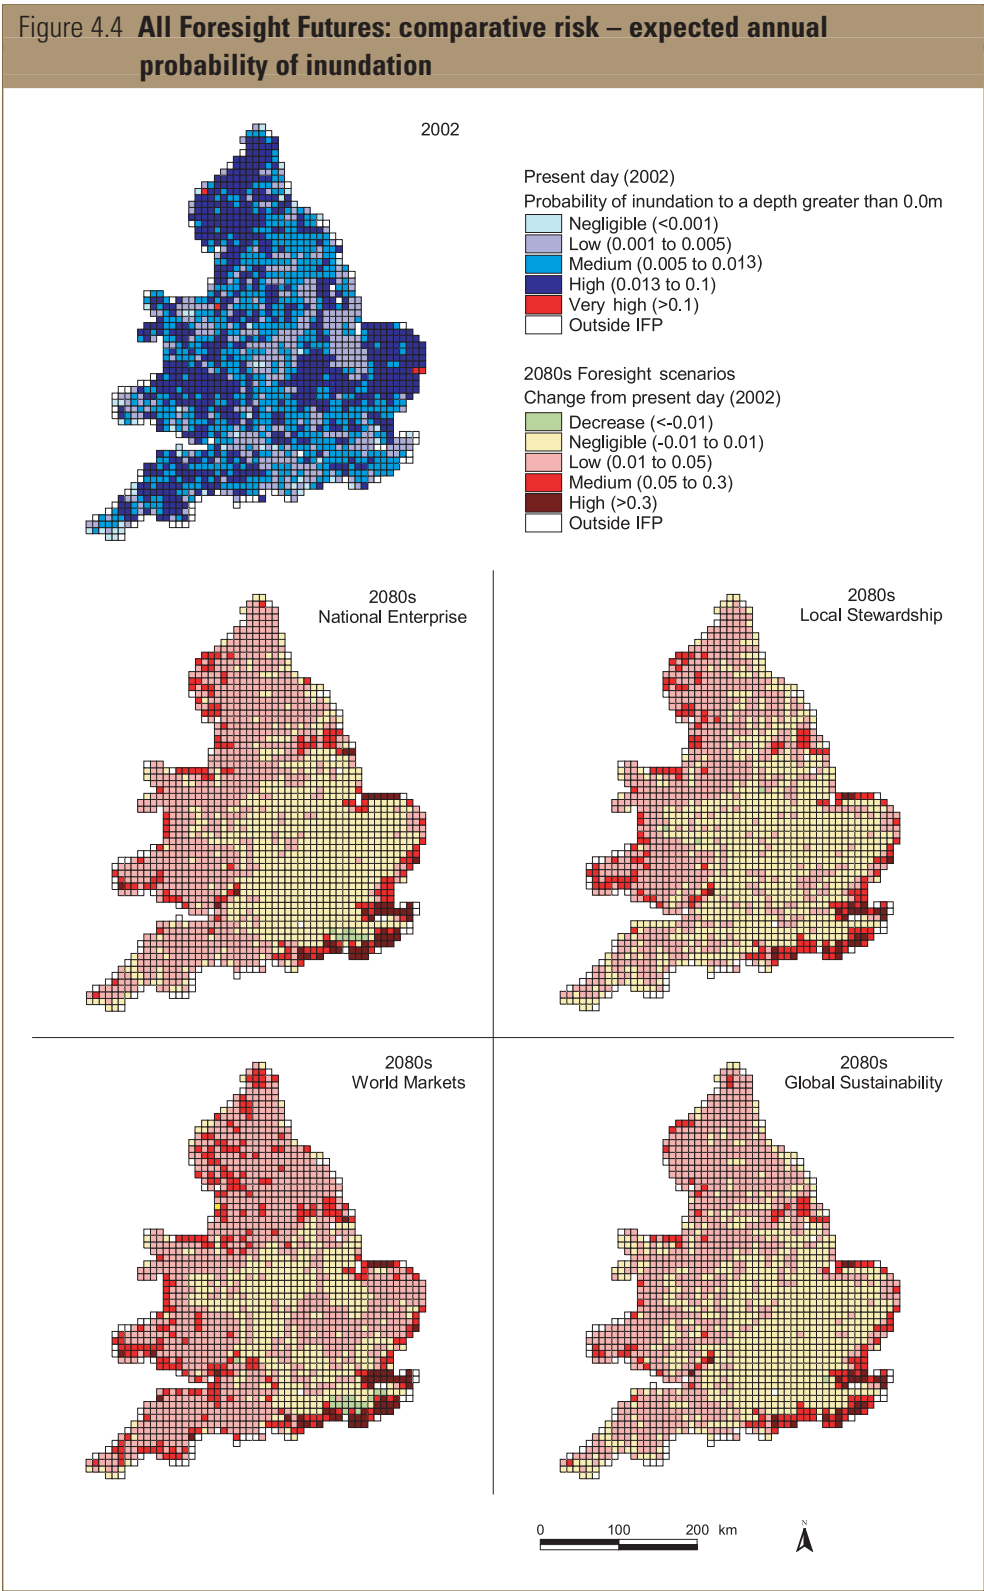 Figure 4.4 All Foresight Futures: comparative risk – expected annual
probability of inundation
2002
Present day (2002)
Probability of inundation to a depth greater than 0.0m
Negligible (<0.001)
Low (0.001 to 0.005)
Medium (0.005 to 0.013)
High (0.013 to 0.1)
Very high (>0.1)
Outside IFP
2080s Foresight scenarios
Change from present day (2002)
Decrease (<-0.01)
Negligible (-0.01 to 0.01)
Low (0.01 to 0.05)
Medium (0.05 to 0.3)
High (>0.3)
Outside IFP
2080s
National Enterprise
2080s
Local Stewardship
2080s
World Markets
2080s
Global Sustainability
0 100 200 km
N